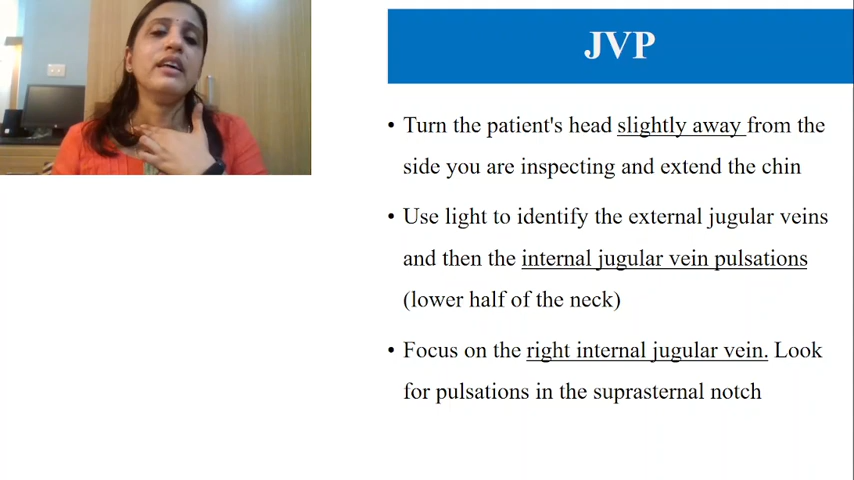 JVP
• Turn the patient's head slightly away from the
side you are inspecting and extend the chin
• Use light to identify the external jugular veins
and then the internal jugular vein pulsations
(lower half of the neck)
• Focus on the right internal jugular vein. Look
for pulsations in the suprasternal notch